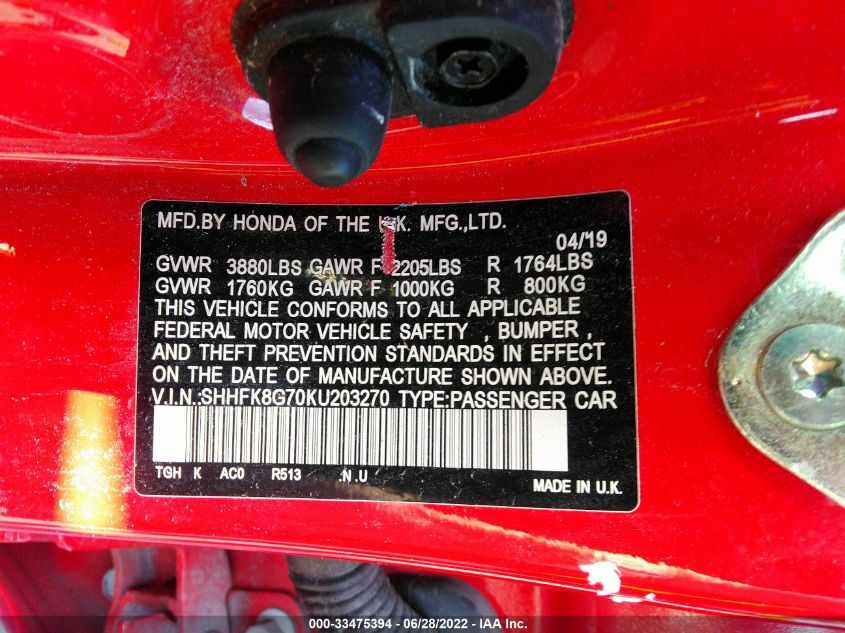 MFD.BY HONDA OF THE U.K. MFG.,LTD.
04/19
GVWR 3880LBS GAWR F 2205LBS R 1764LBS
GVWR 1760KG GAWR F 1000KG R 800KG
THIS VEHICLE CONFORMS TO ALL APPLICABLE
FEDERAL MOTOR VEHICLE SAFETY , BUMPER ,
AND THEFT PREVENTION STANDARDS IN EFFECT
ON THE DATE OF MANUFACTURE SHOWN ABOVE.
V.I.N.:SHHFK8G70KU203270 TYPE:PASSENGER CAR
TGH K AC0 R513 .N.U
MADE IN U.K.
000-33475394 - 06/28/2022 - IAA Inc.